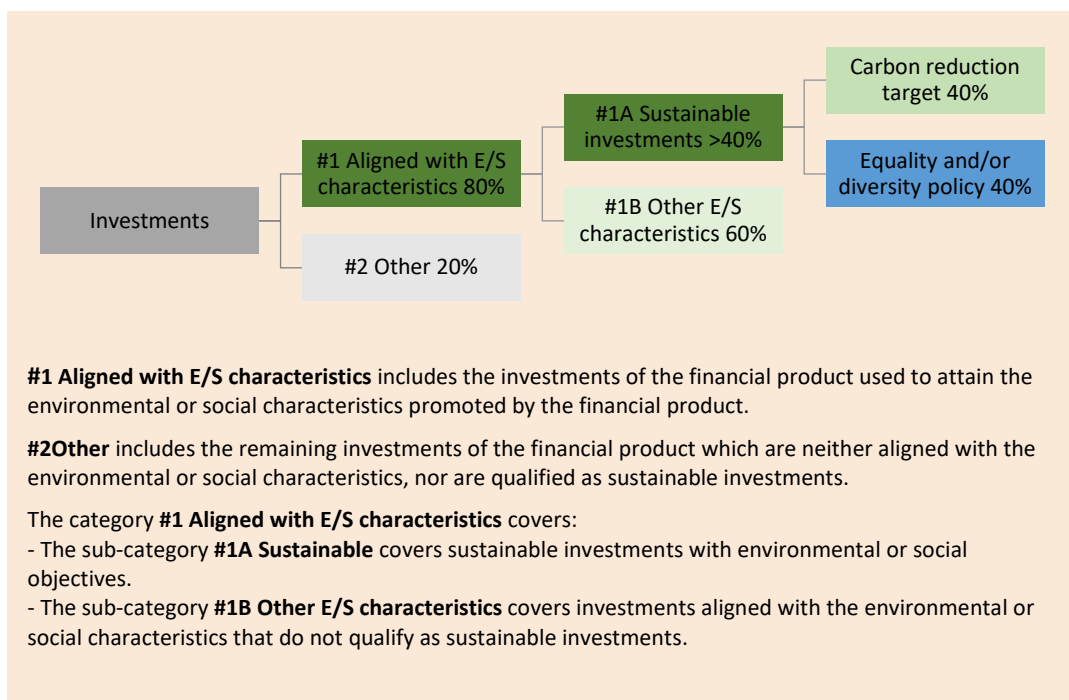 Investments
#1 Aligned with E/S
characteristics 80%
#2 Other 20%
#1A Sustainable
investments >40%
#1B Other E/S
characteristics 60%
Carbon reduction
target 40%
Equality and/or
diversity policy 40%
#1 Aligned with E/S characteristics includes the investments of the financial product used to attain the
environmental or social characteristics promoted by the financial product.
#2Other includes the remaining investments of the financial product which are neither aligned with the
environmental or social characteristics, nor are qualified as sustainable investments.
The category #1 Aligned with E/S characteristics covers:
- The sub-category #1A Sustainable covers sustainable investments with environmental or social
objectives.
- The sub-category #1B Other E/S characteristics covers investments aligned with the environmental or
social characteristics that do not qualify as sustainable investments.